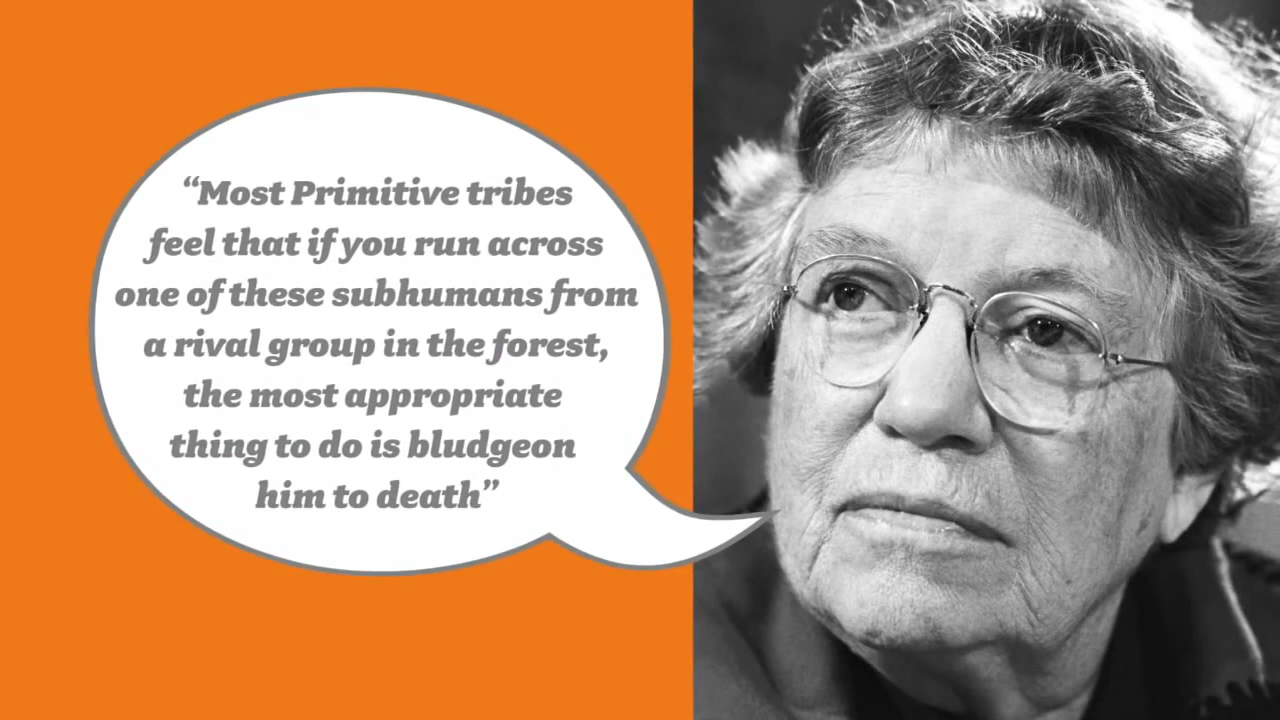 “Most Primitive tribes
feel that if you run across
one of these subhumans from
a rival group in the forest,
the most appropriate
thing to do is bludgeon
him to death”